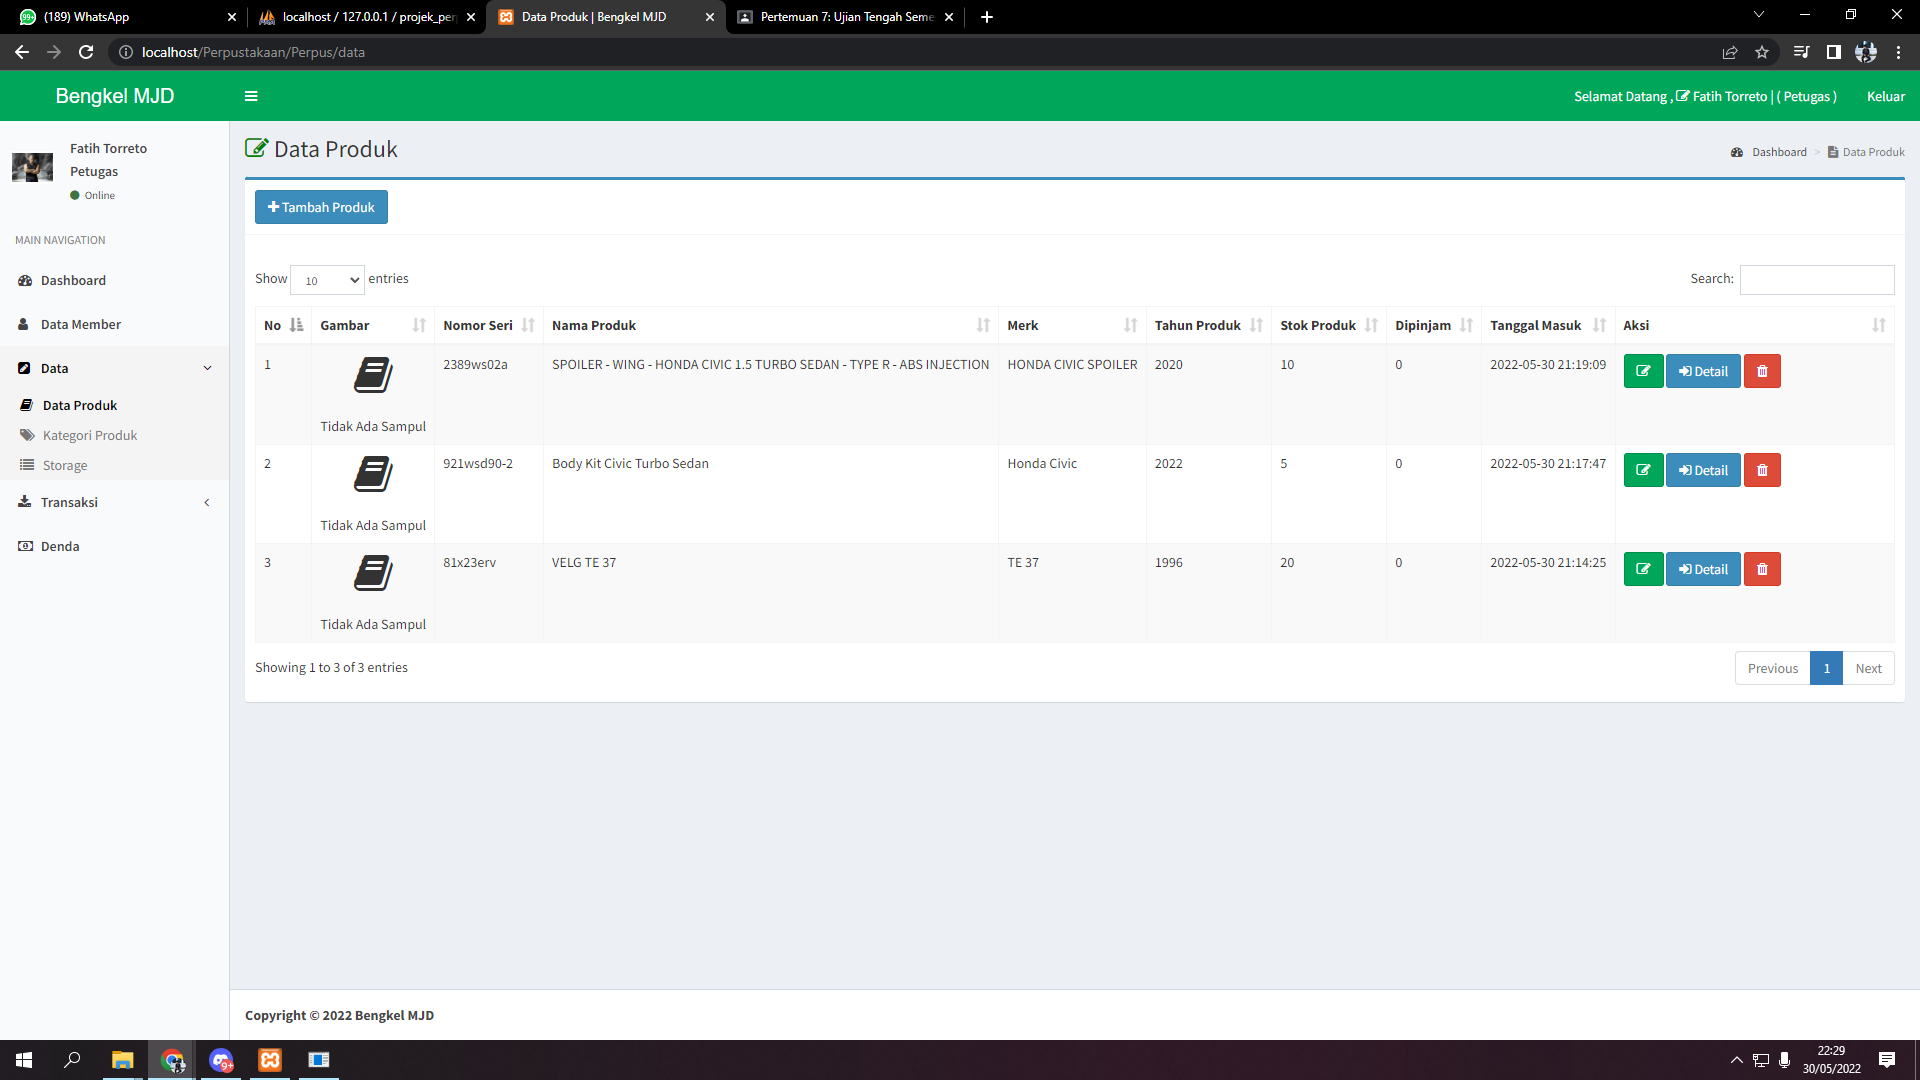 (189) WhatsApp
localhost / 127.0.0.1 / projek_per
Data Produk | Bengkel MJD
Pertemuan 7: Ujian Tengah Seme
localhost/Perpustakaan/Perpus/data
Bengkel MJD
Selamat Datang , Fatih Torreto | ( Petugas )
Keluar
Fatih Torreto
Petugas
Online
MAIN NAVIGATION
Dashboard
Data Member
Data
Data Produk
Kategori Produk
Storage
Transaksi
Denda
Data Produk
Dashboard > Data Produk
Tambah Produk
Show 10 entries
Search:
No Gambar Nomor Seri Nama Produk Merk Tahun Produk Stok Produk Dipinjam Tanggal Masuk Aksi
1 2389ws02a SPOILER - WING - HONDA CIVIC 1.5 TURBO SEDAN - TYPE R - ABS INJECTION HONDA CIVIC SPOILER 2020 10 0 2022-05-30 21:19:09 Detail
Tidak Ada Sampul
2 921wsd90-2 Body Kit Civic Turbo Sedan Honda Civic 2022 5 0 2022-05-30 21:17:47 Detail
Tidak Ada Sampul
3 81x23erv VELG TE 37 TE 37 1996 20 0 2022-05-30 21:14:25 Detail
Tidak Ada Sampul
Showing 1 to 3 of 3 entries
Previous 1 Next
Copyright © 2022 Bengkel MJD
22:29
30/05/2022